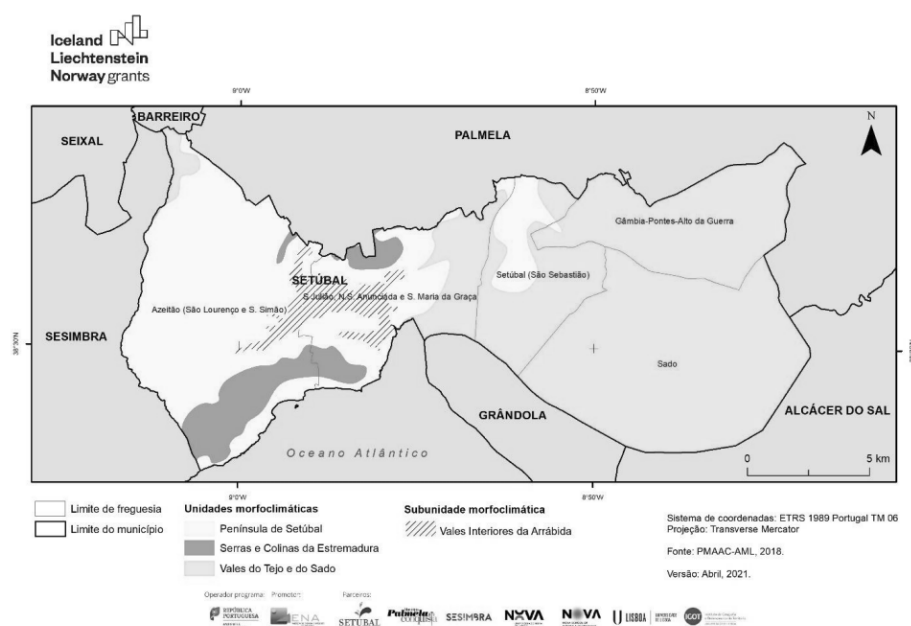 Iceland
Liechtenstein
Norway grants
8°50'W
BARREIRO
SEIXAL
PALMELA
N
Gâmbia-Pontes-Alto da Guerra
SETÚBAL
Setúbal (São Sebastião)
S Julião, N.S. Anunciada e S. Maria da Graça
Azeitão (São Lourenço e S. Simão)
SESIMBRA
38°30'N
Sado
GRÂNDOLA
ALCÁCER DO SAL
Oceano Atlântico
0 5 km
8°50'W
Limite de freguesia
Limite do município
Unidades morfoclimáticas
Península de Setúbal
Serras e Colinas da Estremadura
Vales do Tejo e do Sado
Subunidade morfoclimática
Vales Interiores da Arrábida
Sistema de coordenadas: ETRS 1989 Portugal TM 06
Projeção: Transverse Mercator
Fonte: PMAAC-AML, 2018.
Versão: Abril, 2021.
Operador programa: Promotor: Parceiros:
REPÚBLICA PORTUGUESA
ENA
SETÚBAL
Palmela
SESIMBRA
NOVA
NOVA
LISBOA
IGOT